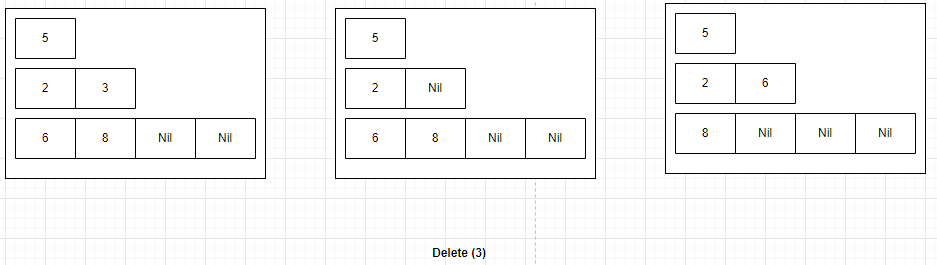 5
2 3
6 8 Nil Nil
5
2 Nil
6 8 Nil Nil
5
2 6
8 Nil Nil Nil
Delete (3)